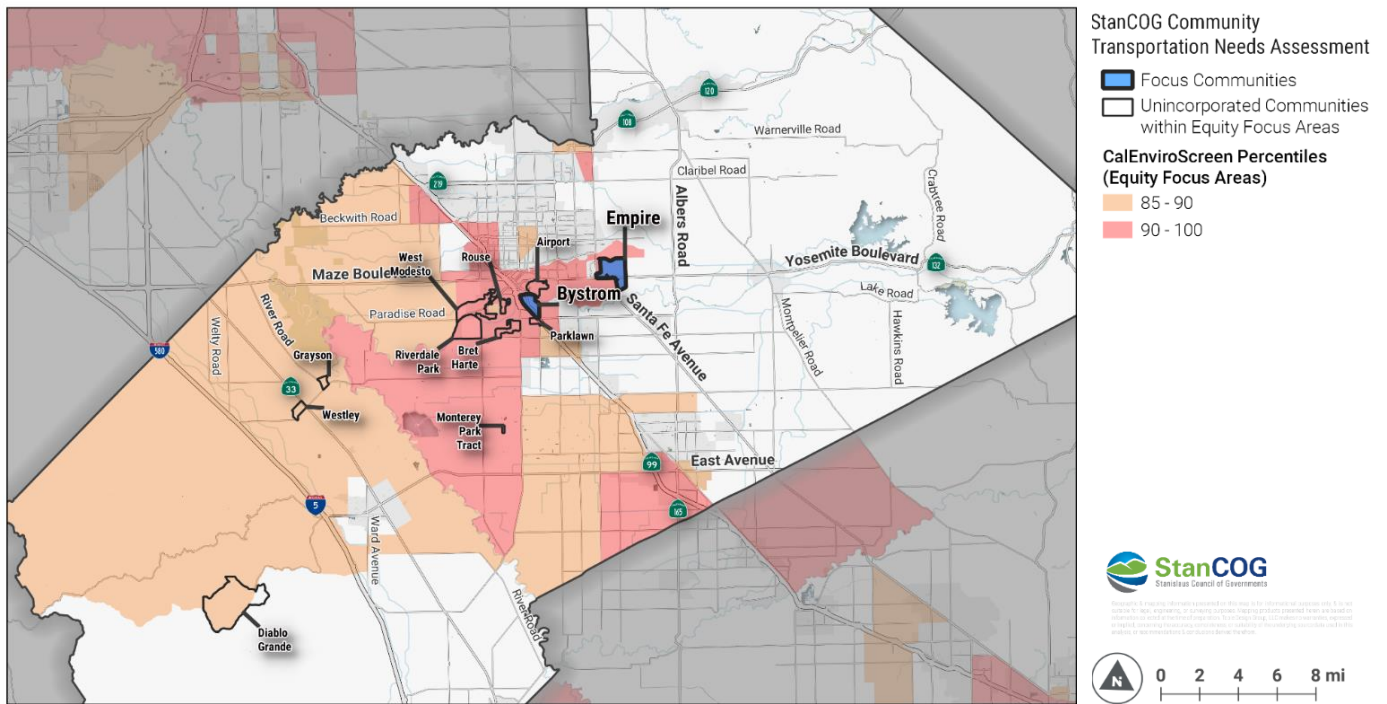 StanCOG Community
Transportation Needs Assessment
Focus Communities
Unincorporated Communities
within Equity Focus Areas
CalEnviroScreen Percentiles
(Equity Focus Areas)
85 - 90
90 - 100
120
108
Warnerville Road
219
Claribel Road
Albers Road
Crabtree Road
Beckwith Road
Empire
Airport
West
Modesto
Rouse
Maze Boulevard
Yosemite Boulevard
132
Bystrom
Lake Road
River Road
Paradise Road
Santa Fe Avenue
Montpelier Road
Hawkins Road
Welty Road
Parklawn
580
Grayson
Riverdale
Park
Bret
Harte
33
Westley
Monterey
Park
Tract
99
East Avenue
5
165
Ward Avenue
River Road
Diablo
Grande
StanCOG
Stanislaus Council of Governments
N
0 2 4 6 8 mi